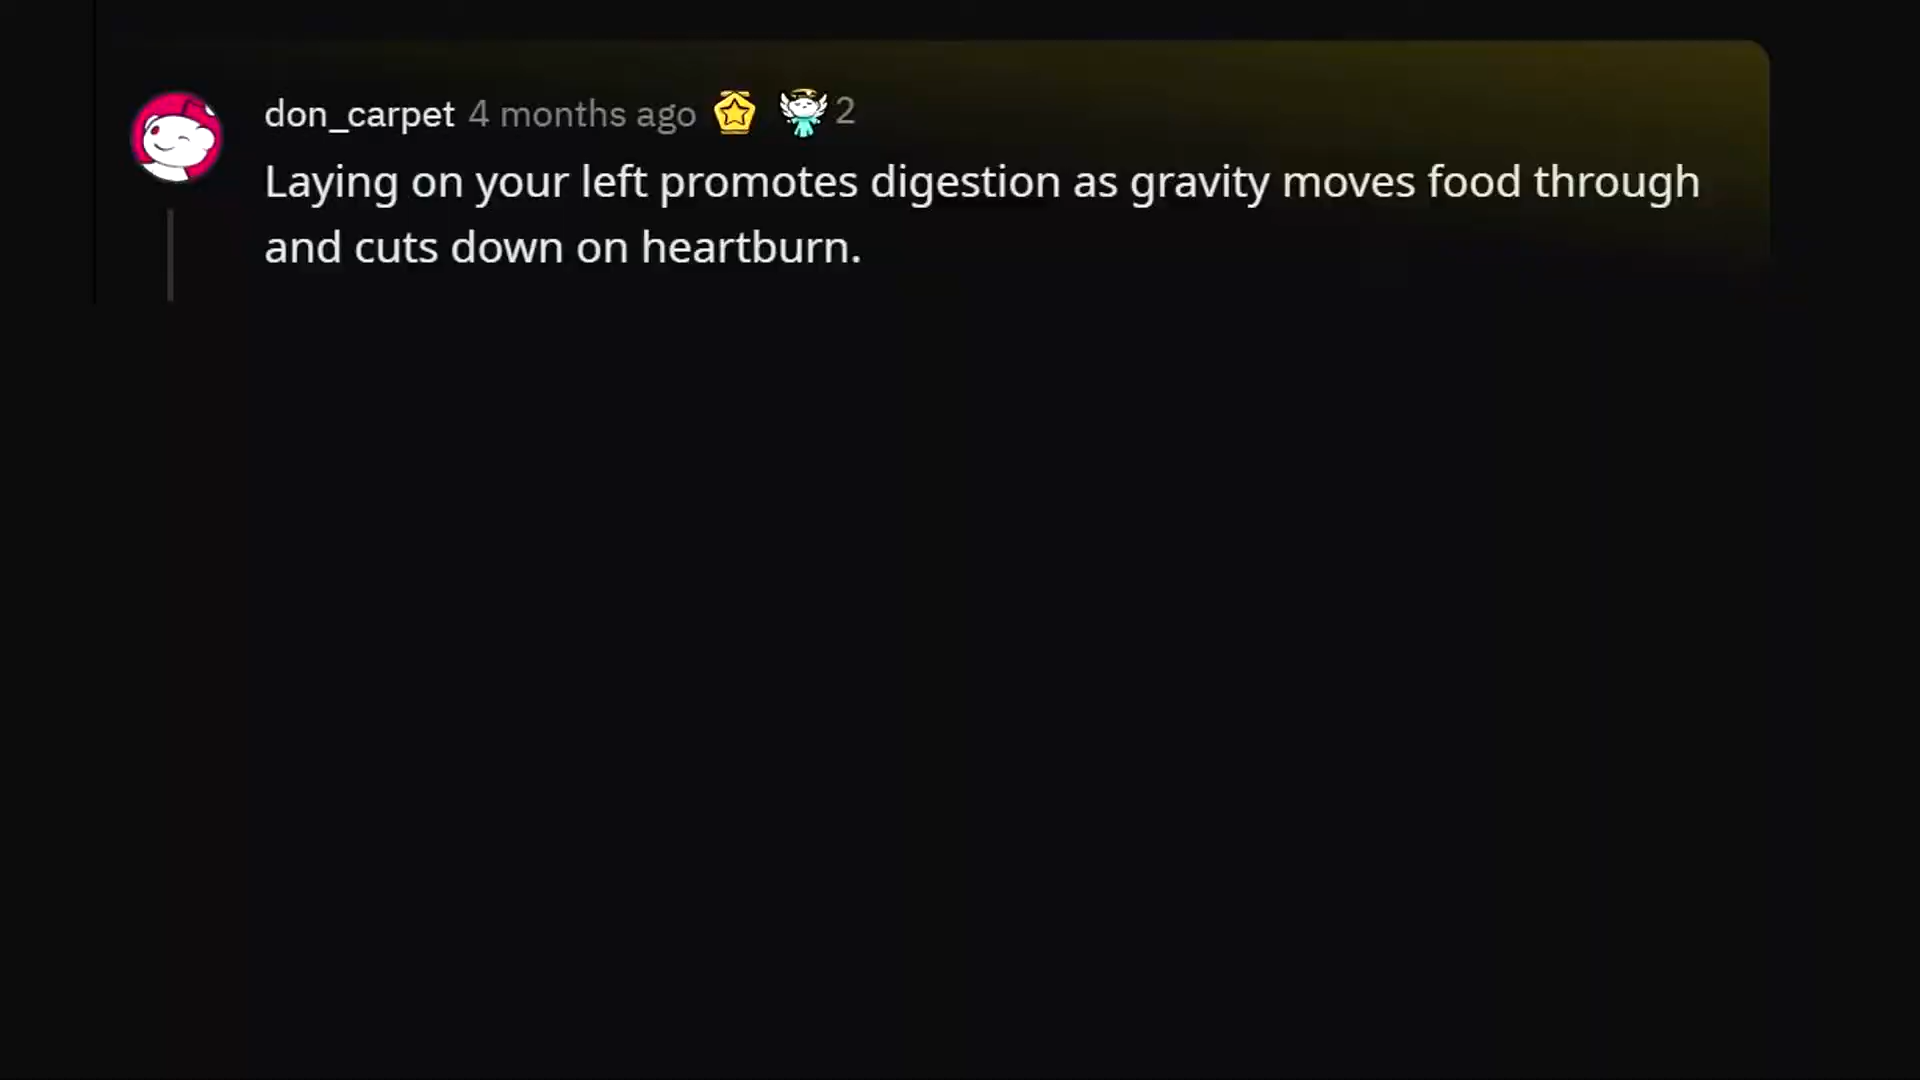 don_carpet 4 months ago 2
Laying on your left promotes digestion as gravity moves food through
and cuts down on heartburn.